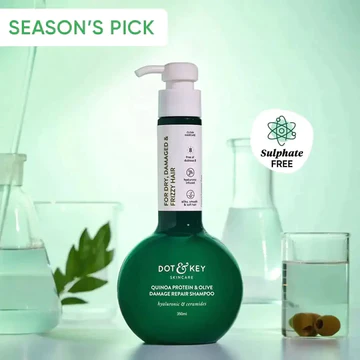 SEASON'S PICK
Sulphate
FREE
FOR DRY, DAMAGED &
FRIZZY HAIR
DOT & KEY
SKINCARE
QUINOA PROTEIN & OLIVE
DAMAGE REPAIR SHAMPOO
hyaluronic & ceramides